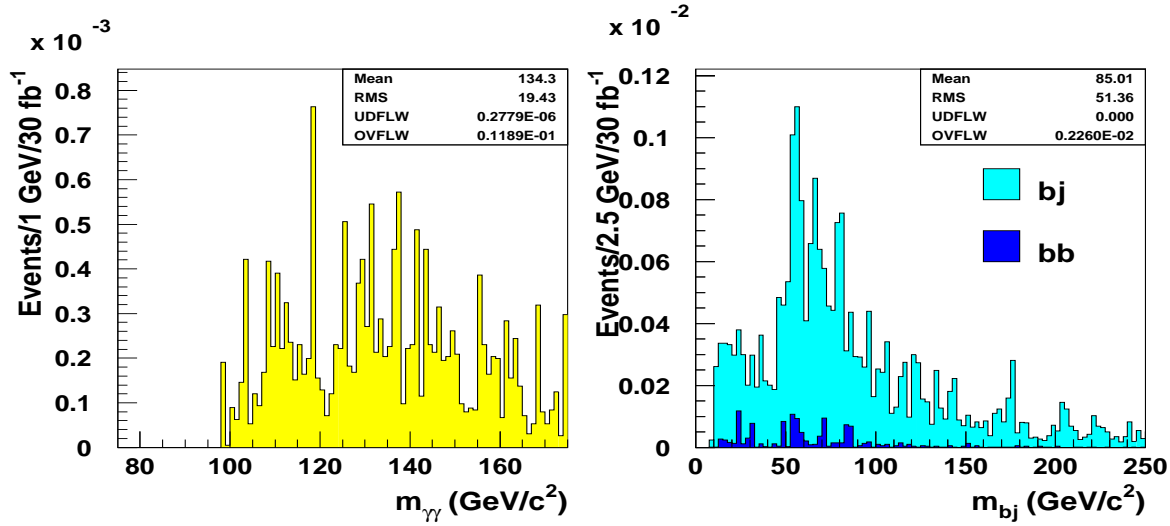 x 10 -3
Events/1 GeV/30 fb-1
0.8
0.7
0.6
0.5
0.4
0.3
0.2
0.1
0
80 100 120 140 160
mγγ (GeV/c2)
Mean 134.3
RMS 19.43
UDFLW 0.2779E-06
OVFLW 0.1189E-01
x 10 -2
Events/2.5 GeV/30 fb-1
0.12
0.1
0.08
0.06
0.04
0.02
0
0 50 100 150 200 250
mbj (GeV/c2)
Mean 85.01
RMS 51.36
UDFLW 0.000
OVFLW 0.2260E-02
bj
bb